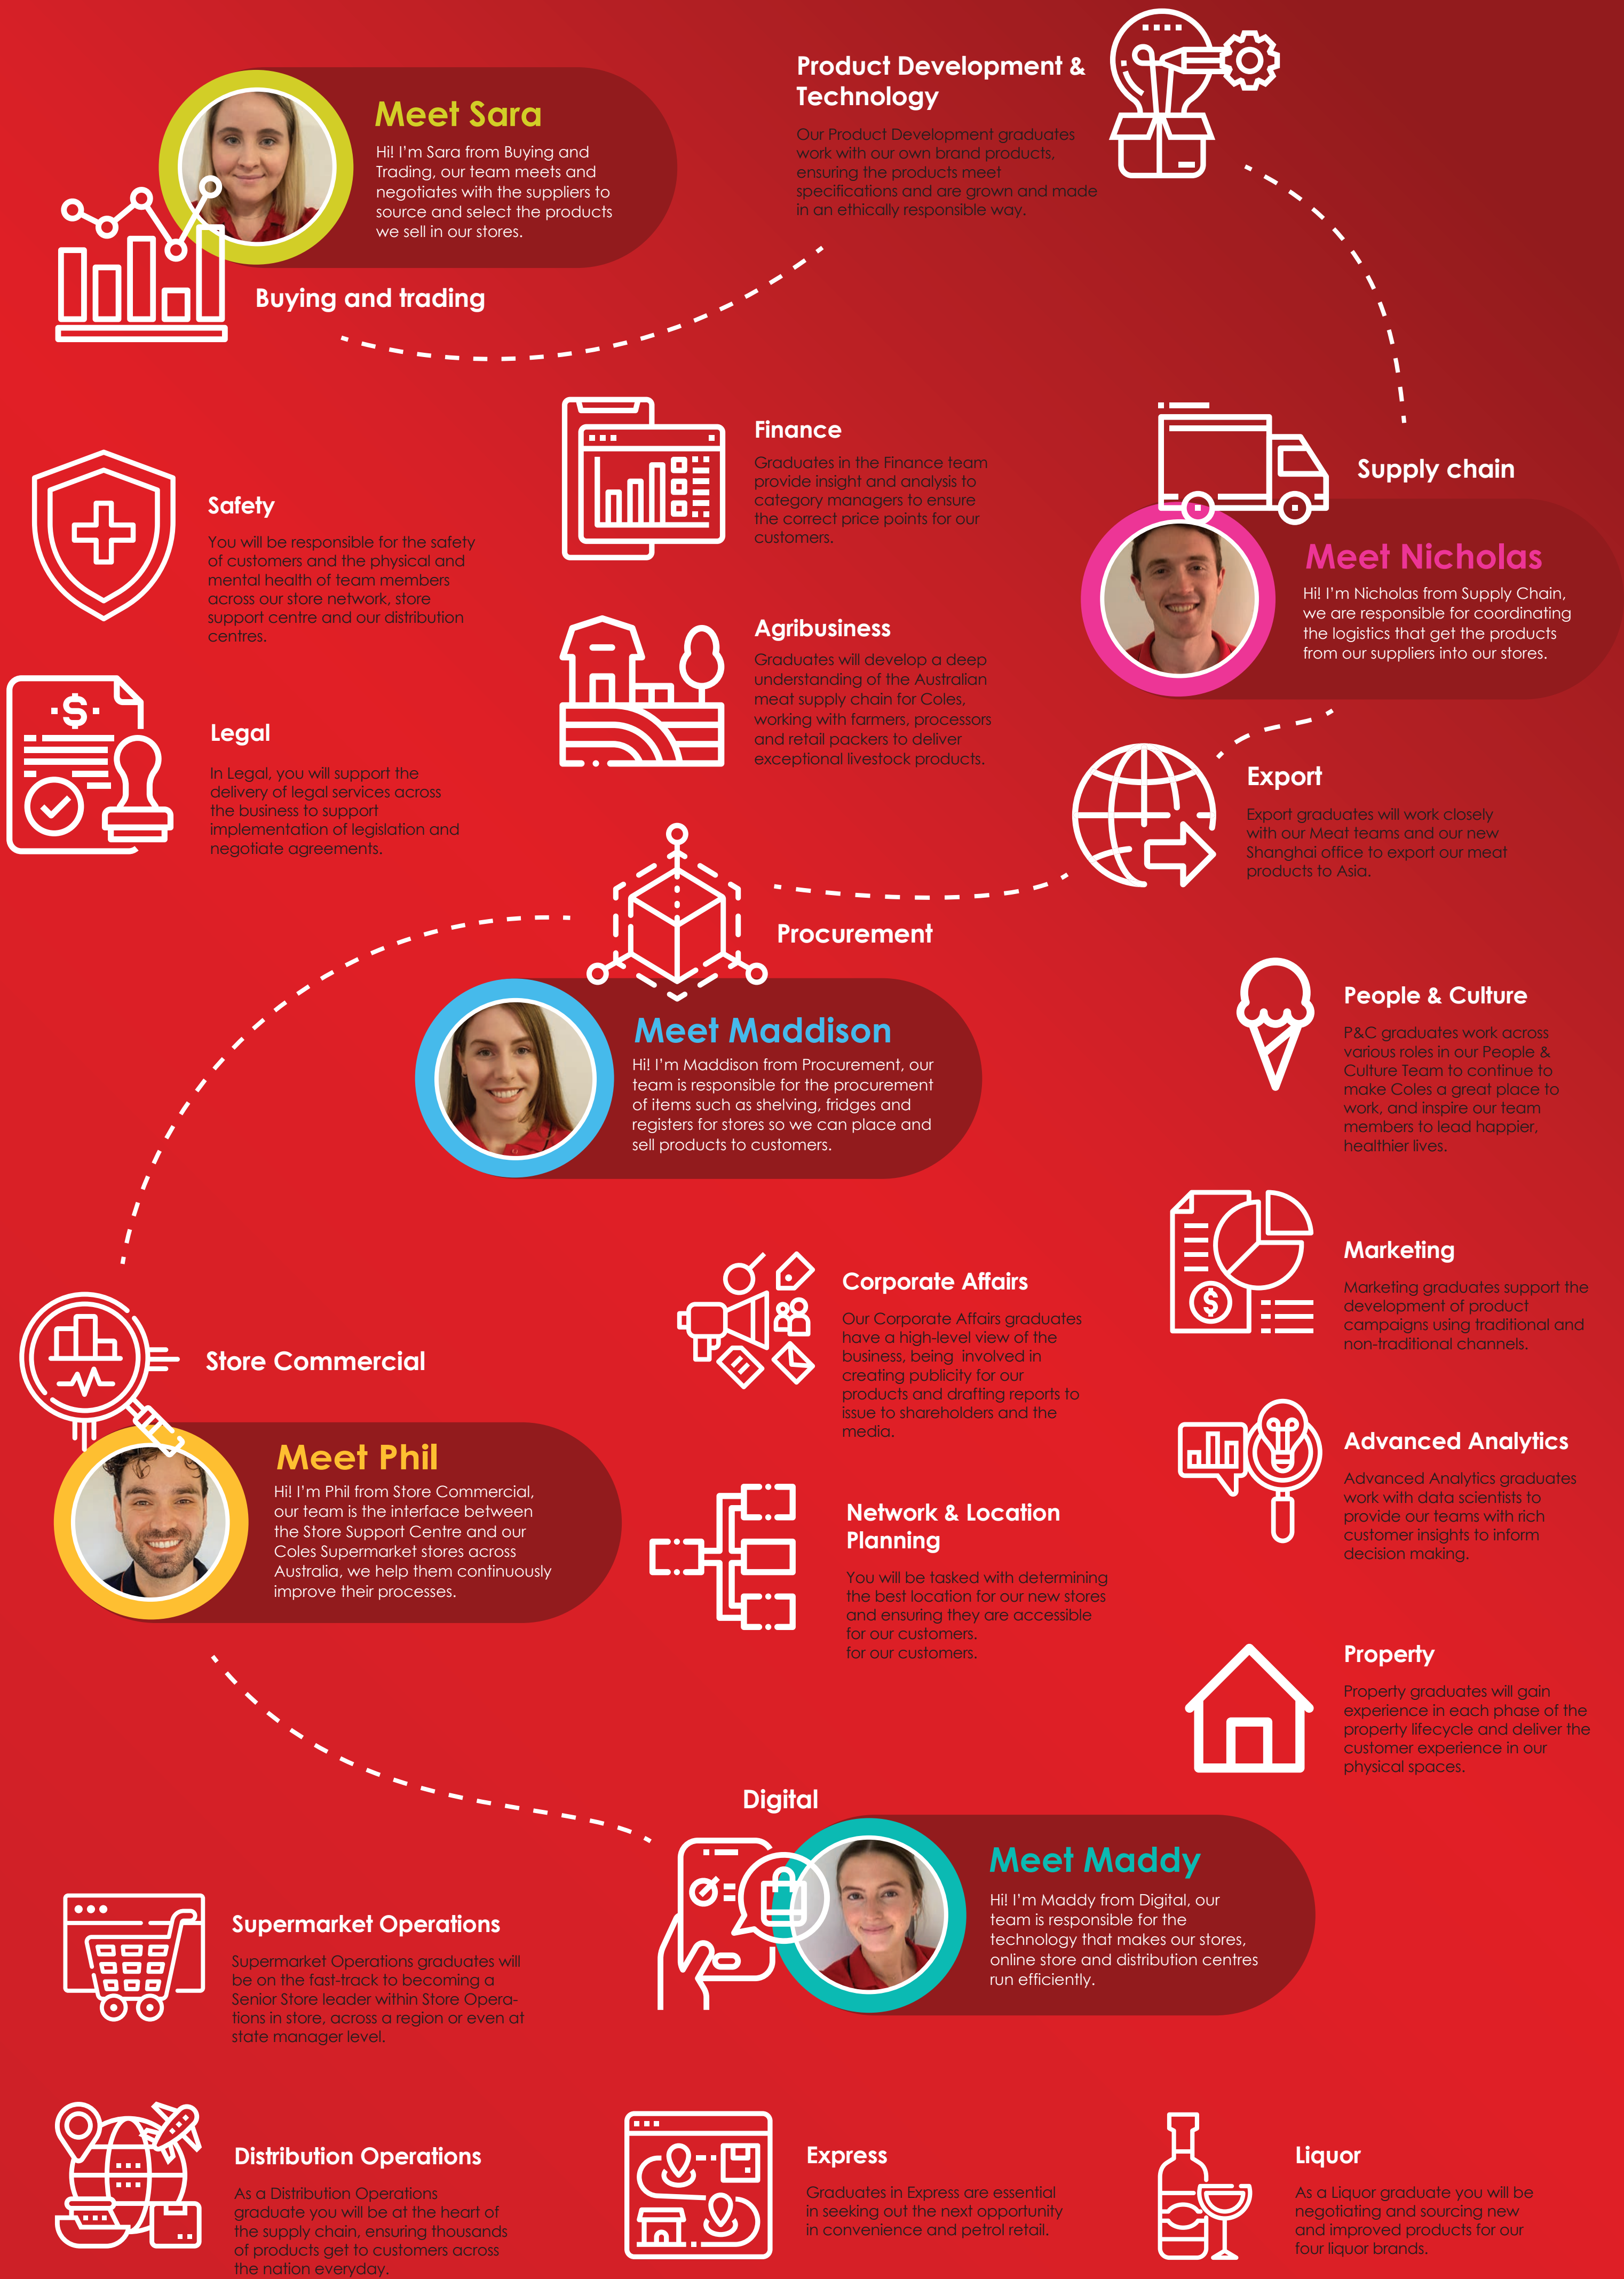 Meet Sara
Hi! I'm Sara from Buying and
Trading, our team meets and
negotiates with the suppliers to
source and select the products
we sell in our stores.
Buying and trading
Product Development &
Technology
Our Product Development graduates
work with our own brand products,
ensuring the products meet
specifications and are grown and made
in an ethically responsible way.
Safety
You will be responsible for the safety
of customers and the physical and
mental health of team members
across our store network, store
support centre and our distribution
centres.
Finance
Graduates in the Finance team
provide insight and analysis to
category managers to ensure
the correct price points for our
customers.
Supply chain
Meet Nicholas
Hi! I'm Nicholas from Supply Chain,
we are responsible for coordinating
the logistics that get the products
from our suppliers into our stores.
Agribusiness
Graduates will develop a deep
understanding of the Australian
meat supply chain for Coles,
working with farmers, processors
and retail packers to deliver
exceptional livestock products.
$
Legal
In Legal, you will support the
delivery of legal services across
the business to support
implementation of legislation and
negotiate agreements.
Export
Export graduates will work closely
with our Meat teams and our new
Shanghai office to export our meat
products to Asia.
Procurement
Meet Maddison
Hi! I'm Maddison from Procurement, our
team is responsible for the procurement
of items such as shelving, fridges and
registers for stores so we can place and
sell products to customers.
People & Culture
P&C graduates work across
various roles in our People &
Culture Team to continue to
make Coles a great place to
work, and inspire our team
members to lead happier,
healthier lives.
$
Marketing
Marketing graduates support the
development of product
campaigns using traditional and
non-traditional channels.
Corporate Affairs
Our Corporate Affairs graduates
have a high-level view of the
business, being  involved in
creating publicity for our
products and drafting reports to
issue to shareholders and the
media.
Store Commercial
Meet Phil
Hi! I'm Phil from Store Commercial,
our team is the interface between
the Store Support Centre and our
Coles Supermarket stores across
Australia, we help them continuously
improve their processes.
Advanced Analytics
Advanced Analytics graduates
work with data scientists to
provide our teams with rich
customer insights to inform
decision making.
Network & Location
Planning
You will be tasked with determining
the best location for our new stores
and ensuring they are accessible
for our customers.
for our customers.
Property
Property graduates will gain
experience in each phase of the
property lifecycle and deliver the
customer experience in our
physical spaces.
Digital
Meet Maddy
Hi! I'm Maddy from Digital, our
team is responsible for the
technology that makes our stores,
online store and distribution centres
run efficiently.
Supermarket Operations
Supermarket Operations graduates will
be on the fast-track to becoming a
Senior Store leader within Store Opera-
tions in store, across a region or even at
state manager level.
Distribution Operations
As a Distribution Operations
graduate you will be at the heart of
the supply chain, ensuring thousands
of products get to customers across
the nation everyday.
Express
Graduates in Express are essential
in seeking out the next opportunity
in convenience and petrol retail.
Liquor
As a Liquor graduate you will be
negotiating and sourcing new
and improved products for our
four liquor brands.